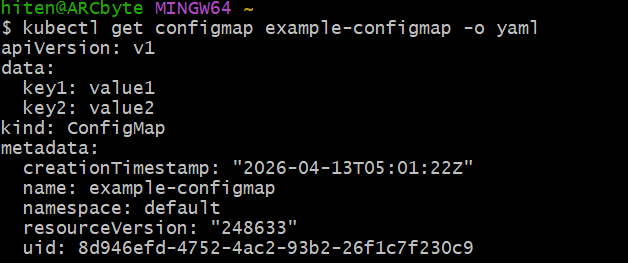 hiten@ARCbyte MINGW64 ~
$ kubectl get configmap example-configmap -o yaml
apiVersion: v1
data:
  key1: value1
  key2: value2
kind: ConfigMap
metadata:
  creationTimestamp: "2026-04-13T05:01:22Z"
  name: example-configmap
  namespace: default
  resourceVersion: "248633"
  uid: 8d946efd-4752-4ac2-93b2-26f1c7f230c9